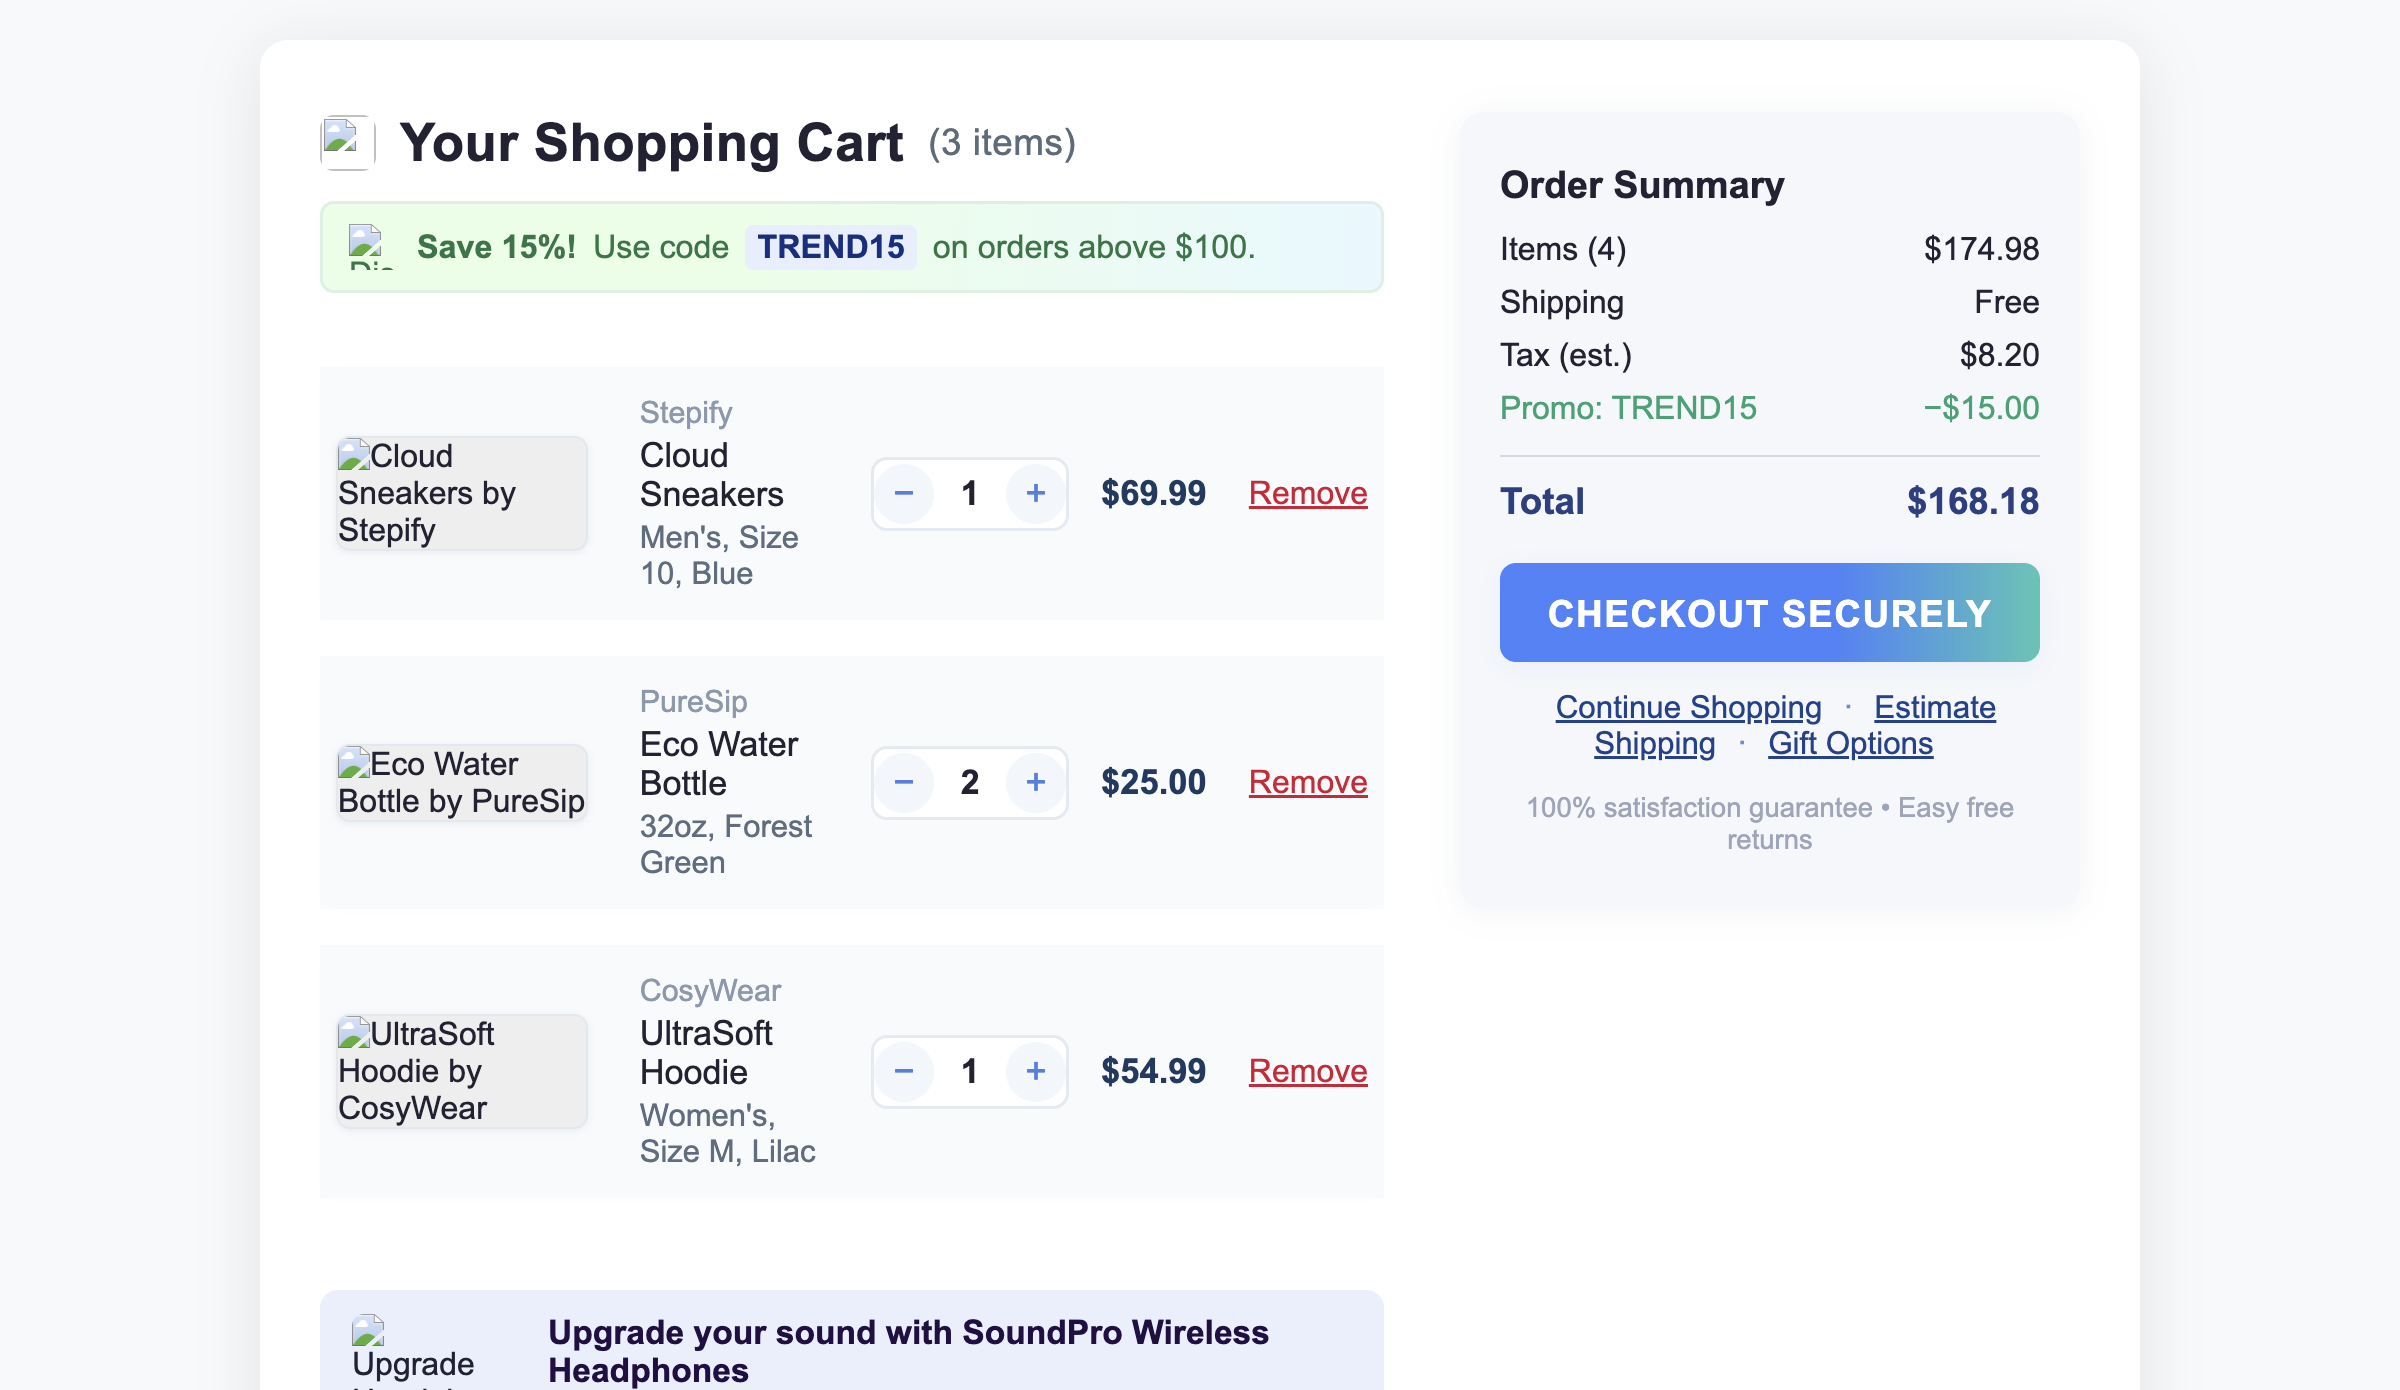 Your Shopping Cart (3 items)
Save 15%! Use code TREND15 on orders above $100.
Cloud
Sneakers by
Stepify
Stepify
Cloud
Sneakers
Men's, Size
10, Blue
− 1 + $69.99 Remove
Eco Water
Bottle by PureSip
PureSip
Eco Water
Bottle
32oz, Forest
Green
− 2 + $25.00 Remove
UltraSoft
Hoodie by
CosyWear
CosyWear
UltraSoft
Hoodie
Women's,
Size M, Lilac
− 1 + $54.99 Remove
Upgrade
Upgrade your sound with SoundPro Wireless
Headphones
Order Summary
Items (4) $174.98
Shipping Free
Tax (est.) $8.20
Promo: TREND15 −$15.00
Total $168.18
CHECKOUT SECURELY
Continue Shopping · Estimate
Shipping · Gift Options
100% satisfaction guarantee • Easy free
returns